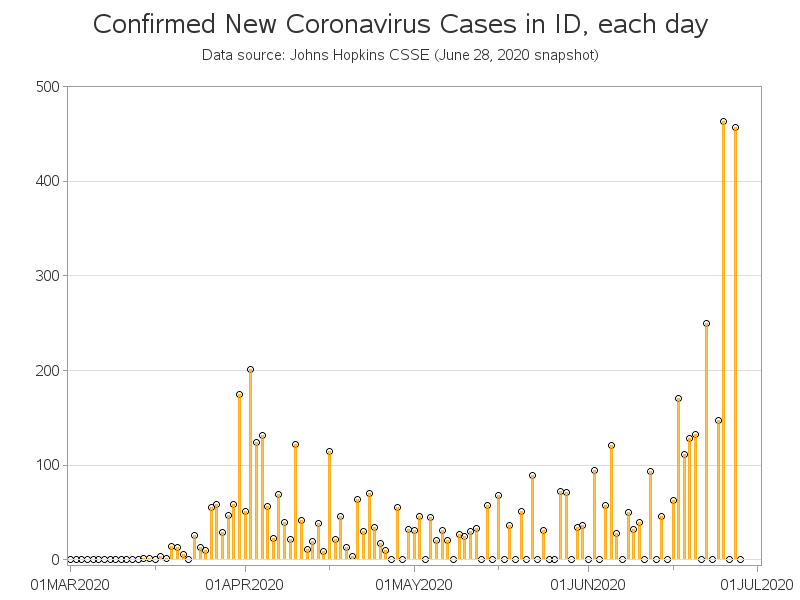 Confirmed New Coronavirus Cases in ID, each day
Data source: Johns Hopkins CSSE (June 28, 2020 snapshot)
500
400
300
200
100
0
01MAR2020 01APR2020 01MAY2020 01JUN2020 01JUL2020